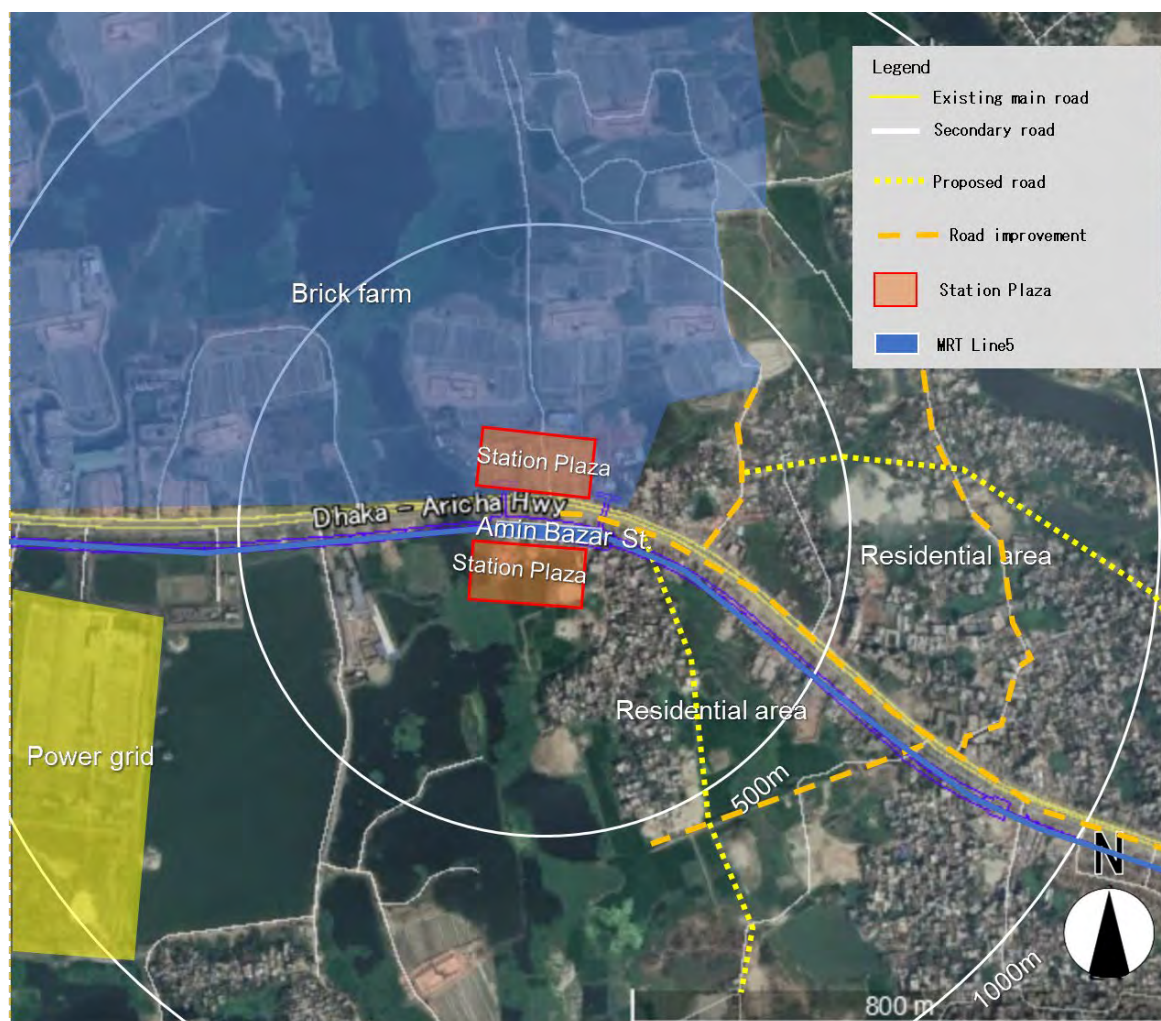 Legend
Existing main road
Secondary road
Proposed road
Road improvement
Station Plaza
MRT Line5
Brick farm
Station Plaza
Dhaka - Aricha Hwy
Amin Bazar St.
Station Plaza
Residential area
Residential area
Power grid
500m
N
1000m
800 m